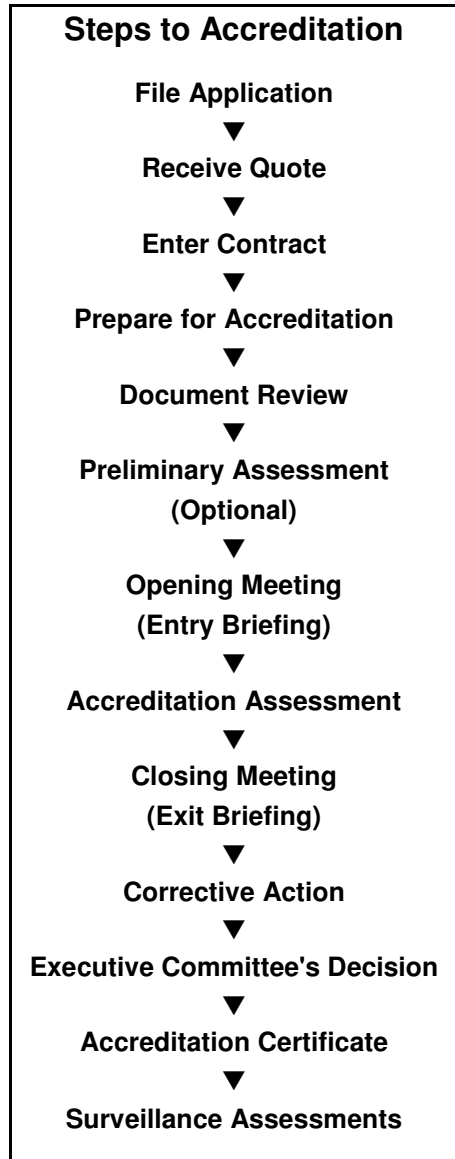 Steps to Accreditation
File Application
▼
Receive Quote
▼
Enter Contract
▼
Prepare for Accreditation
▼
Document Review
▼
Preliminary Assessment
(Optional)
▼
Opening Meeting
(Entry Briefing)
▼
Accreditation Assessment
▼
Closing Meeting
(Exit Briefing)
▼
Corrective Action
▼
Executive Committee's Decision
▼
Accreditation Certificate
▼
Surveillance Assessments